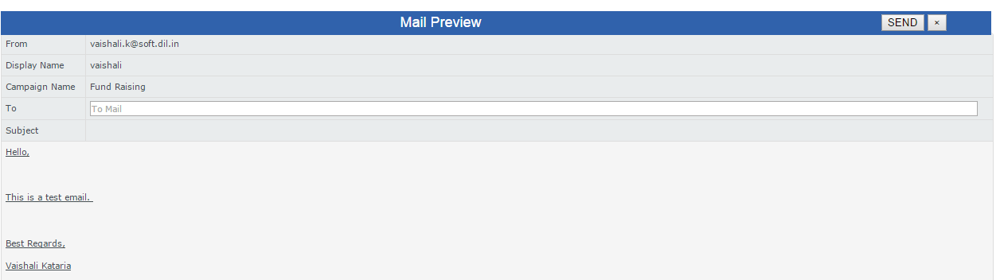 Mail Preview
SEND ×
From vaishali.k@soft.dil.in
Display Name vaishali
Campaign Name Fund Raising
To To Mail
Subject
Hello,
This is a test email.
Best Regards,
Vaishali Kataria